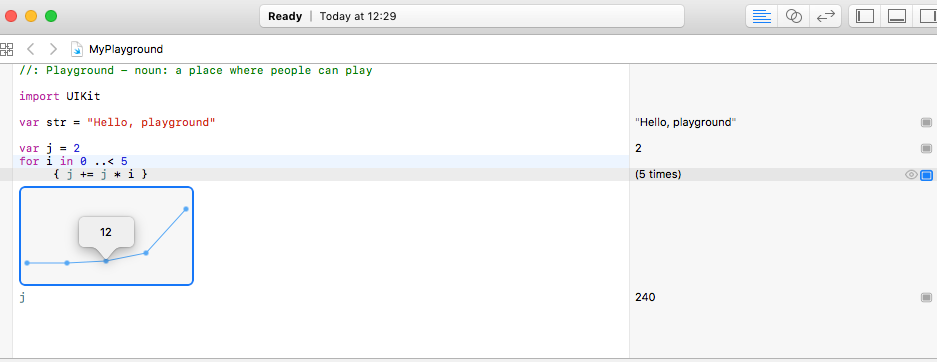 Ready | Today at 12:29
MyPlayground
//: Playground – noun: a place where people can play
import UIKit
var str = "Hello, playground"
"Hello, playground"
var j = 2
2
for i in 0 ..< 5
{ j += j * i }
(5 times)
12
j
240